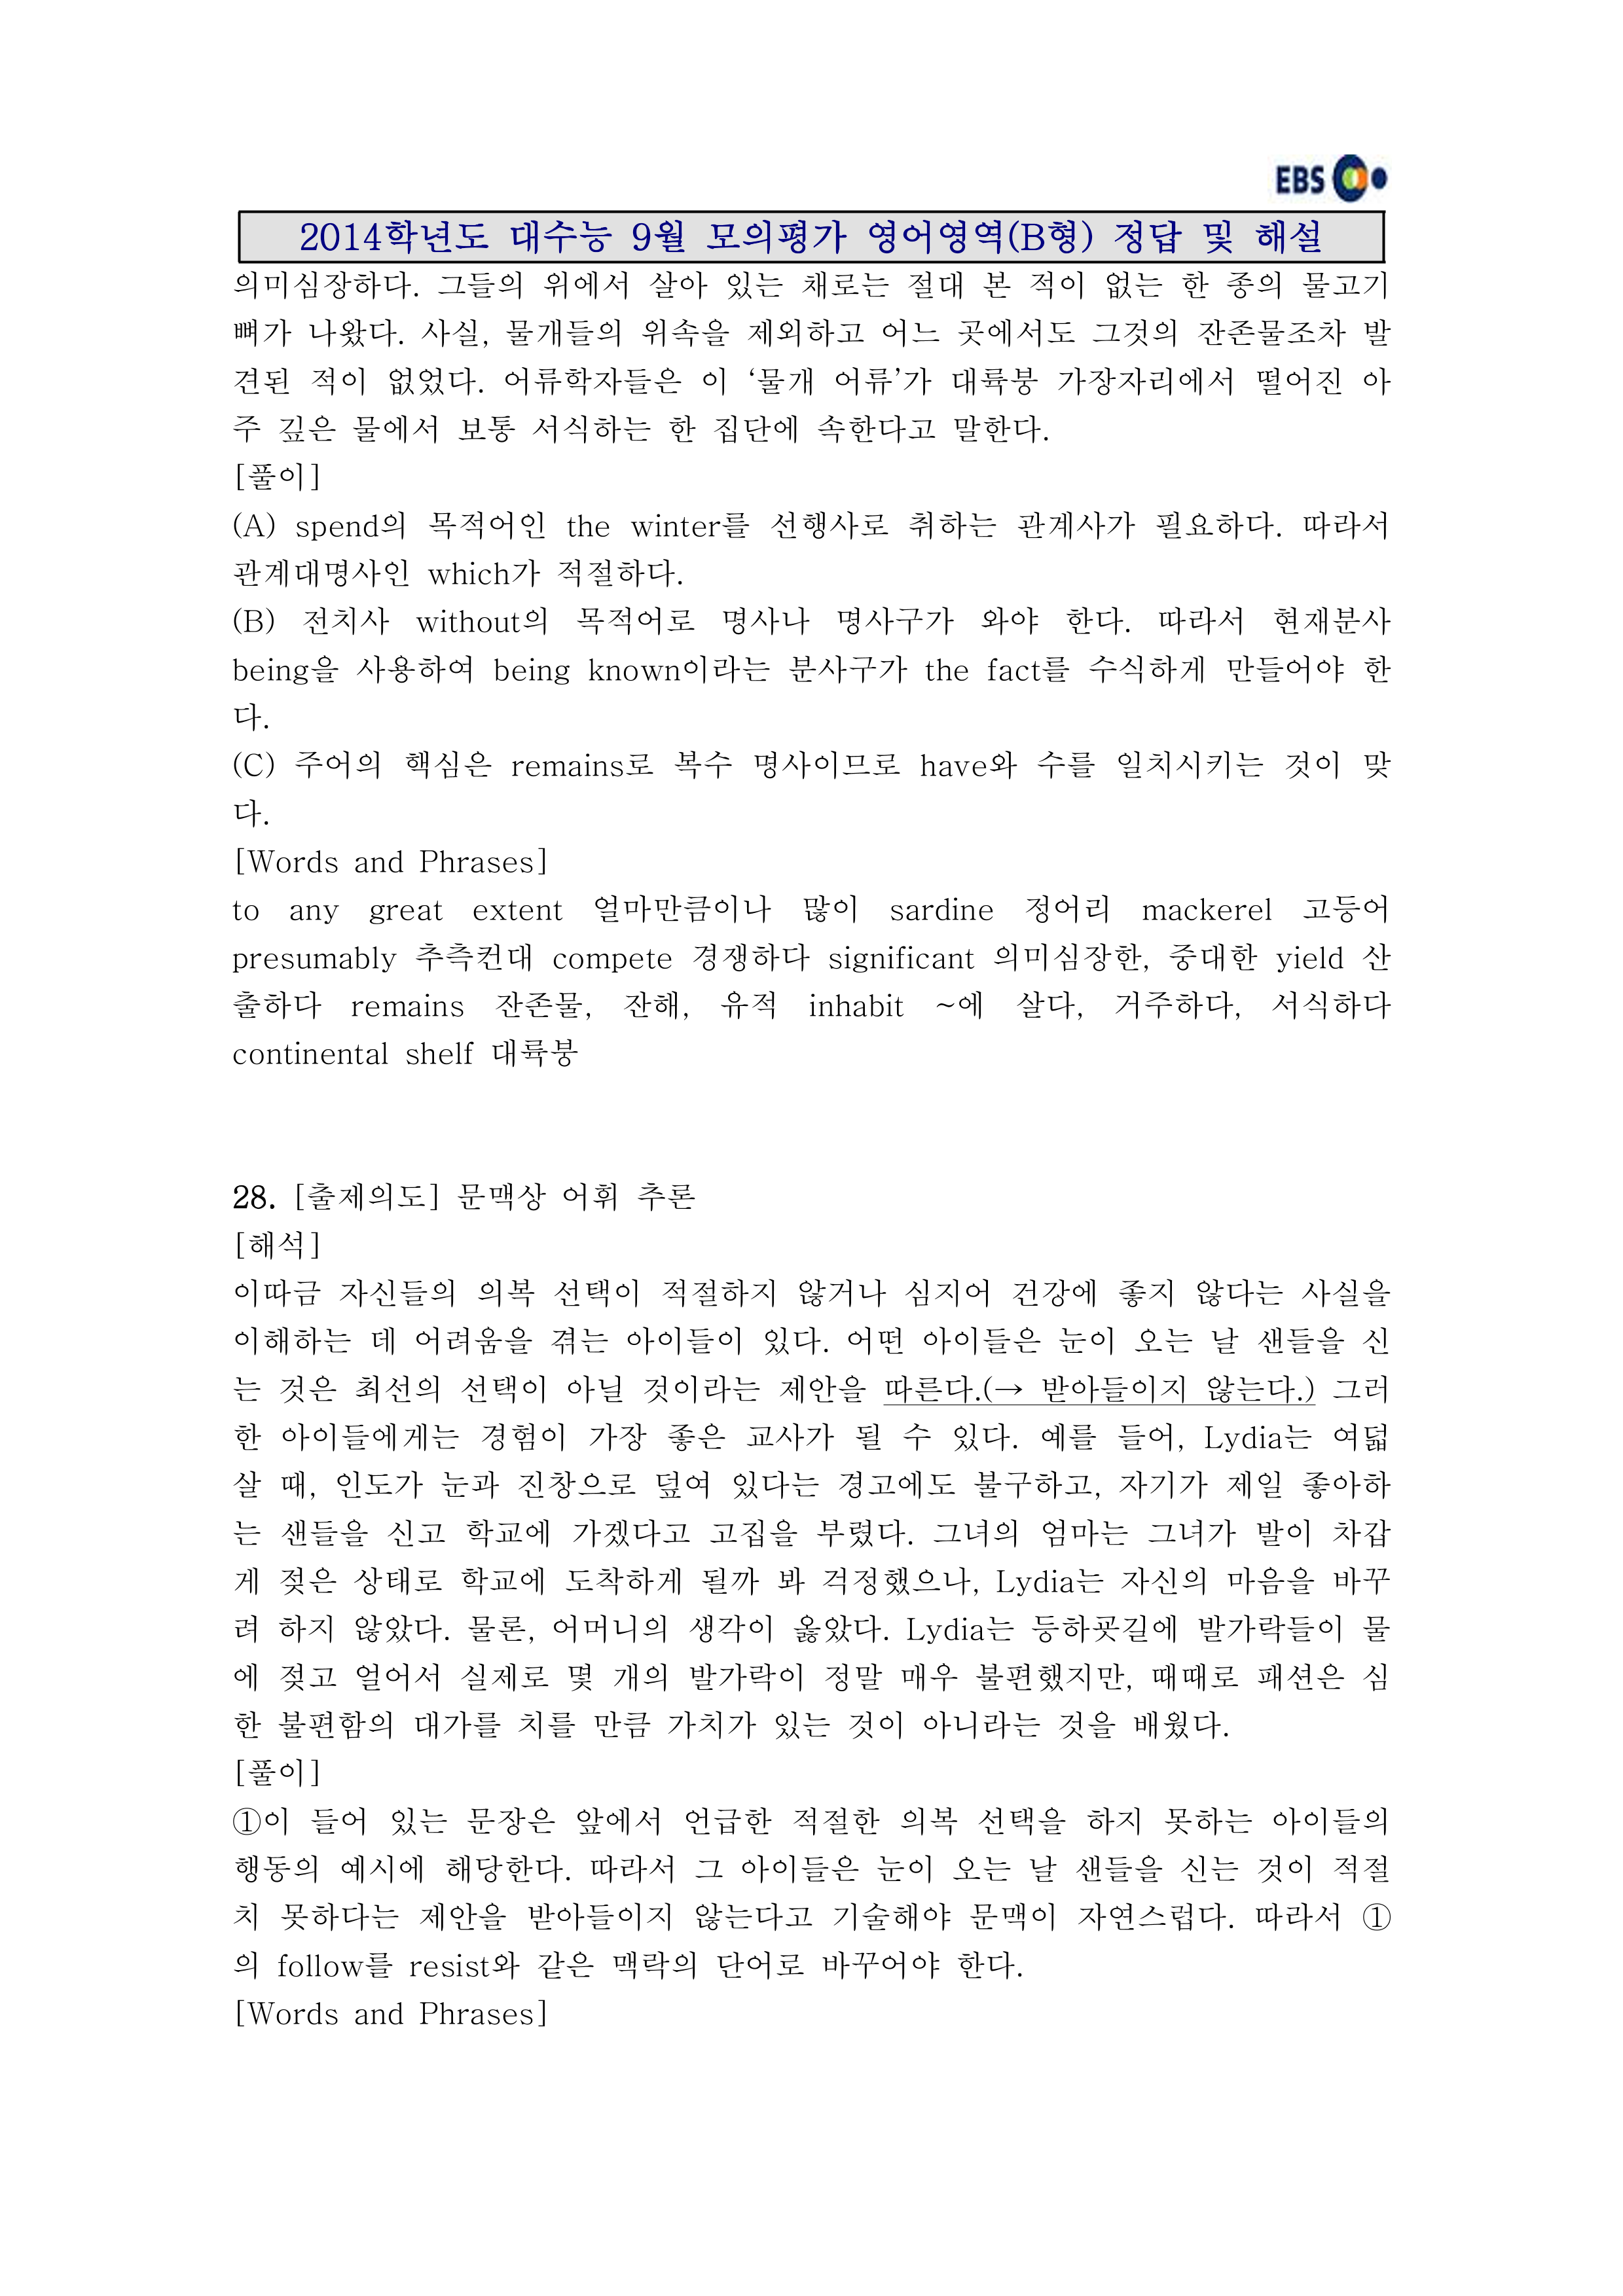 EBS
2014학년도 대수능 9월 모의평가 영어영역(B형) 정답 및 해설
의미심장하다. 그들의 위에서 살아 있는 채로는 절대 본 적이 없는 한 종의 물고기
뼈가 나왔다. 사실, 물개들의 위속을 제외하고 어느 곳에서도 그것의 잔존물조차 발
견된 적이 없었다. 어류학자들은 이 ‘물개 어류’가 대륙붕 가장자리에서 떨어진 아
주 깊은 물에서 보통 서식하는 한 집단에 속한다고 말한다.
[풀이]
(A) spend의 목적어인 the winter를 선행사로 취하는 관계사가 필요하다. 따라서
관계대명사인 which가 적절하다.
(B) 전치사 without의 목적어로 명사나 명사구가 와야 한다. 따라서 현재분사
being을 사용하여 being known이라는 분사구가 the fact를 수식하게 만들어야 한
다.
(C) 주어의 핵심은 remains로 복수 명사이므로 have와 수를 일치시키는 것이 맞
다.
[Words and Phrases]
to any great extent 얼마만큼이나 많이 sardine 정어리 mackerel 고등어
presumably 추측컨대 compete 경쟁하다 significant 의미심장한, 중대한 yield 산
출하다 remains 잔존물, 잔해, 유적 inhabit ~에 살다, 거주하다, 서식하다
continental shelf 대륙붕
28. [출제의도] 문맥상 어휘 추론
[해석]
이따금 자신들의 의복 선택이 적절하지 않거나 심지어 건강에 좋지 않다는 사실을
이해하는 데 어려움을 겪는 아이들이 있다. 어떤 아이들은 눈이 오는 날 샌들을 신
는 것은 최선의 선택이 아닐 것이라는 제안을 따른다.(→ 받아들이지 않는다.) 그러
한 아이들에게는 경험이 가장 좋은 교사가 될 수 있다. 예를 들어, Lydia는 여덟
살 때, 인도가 눈과 진창으로 덮여 있다는 경고에도 불구하고, 자기가 제일 좋아하
는 샌들을 신고 학교에 가겠다고 고집을 부렸다. 그녀의 엄마는 그녀가 발이 차갑
게 젖은 상태로 학교에 도착하게 될까 봐 걱정했으나, Lydia는 자신의 마음을 바꾸
려 하지 않았다. 물론, 어머니의 생각이 옳았다. Lydia는 등하굣길에 발가락들이 물
에 젖고 얼어서 실제로 몇 개의 발가락이 정말 매우 불편했지만, 때때로 패션은 심
한 불편함의 대가를 치를 만큼 가치가 있는 것이 아니라는 것을 배웠다.
[풀이]
①이 들어 있는 문장은 앞에서 언급한 적절한 의복 선택을 하지 못하는 아이들의
행동의 예시에 해당한다. 따라서 그 아이들은 눈이 오는 날 샌들을 신는 것이 적절
치 못하다는 제안을 받아들이지 않는다고 기술해야 문맥이 자연스럽다. 따라서 ①
의 follow를 resist와 같은 맥락의 단어로 바꾸어야 한다.
[Words and Phrases]